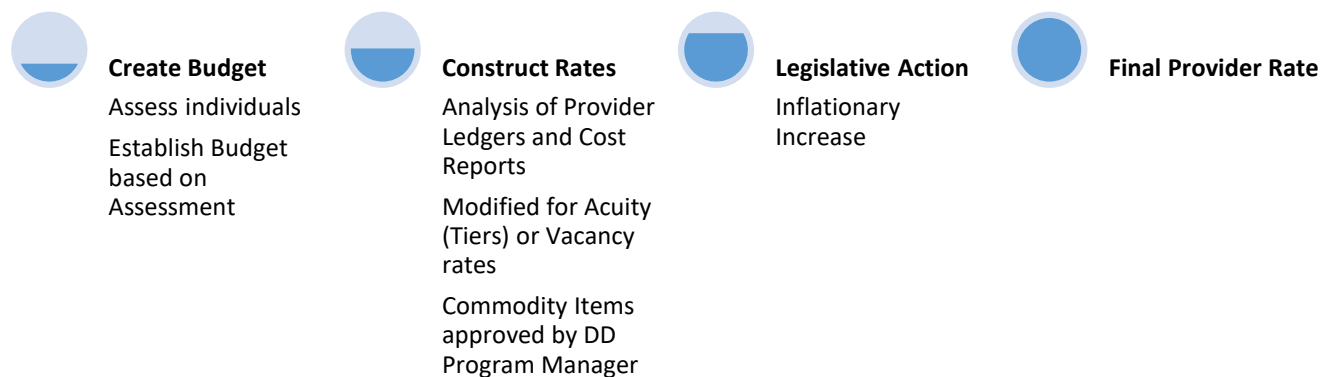 Create Budget
Assess individuals
Establish Budget
based on
Assessment
Construct Rates
Analysis of Provider
Ledgers and Cost
Reports
Modified for Acuity
(Tiers) or Vacancy
rates
Commodity Items
approved by DD
Program Manager
Legislative Action
Inflationary
Increase
Final Provider Rate